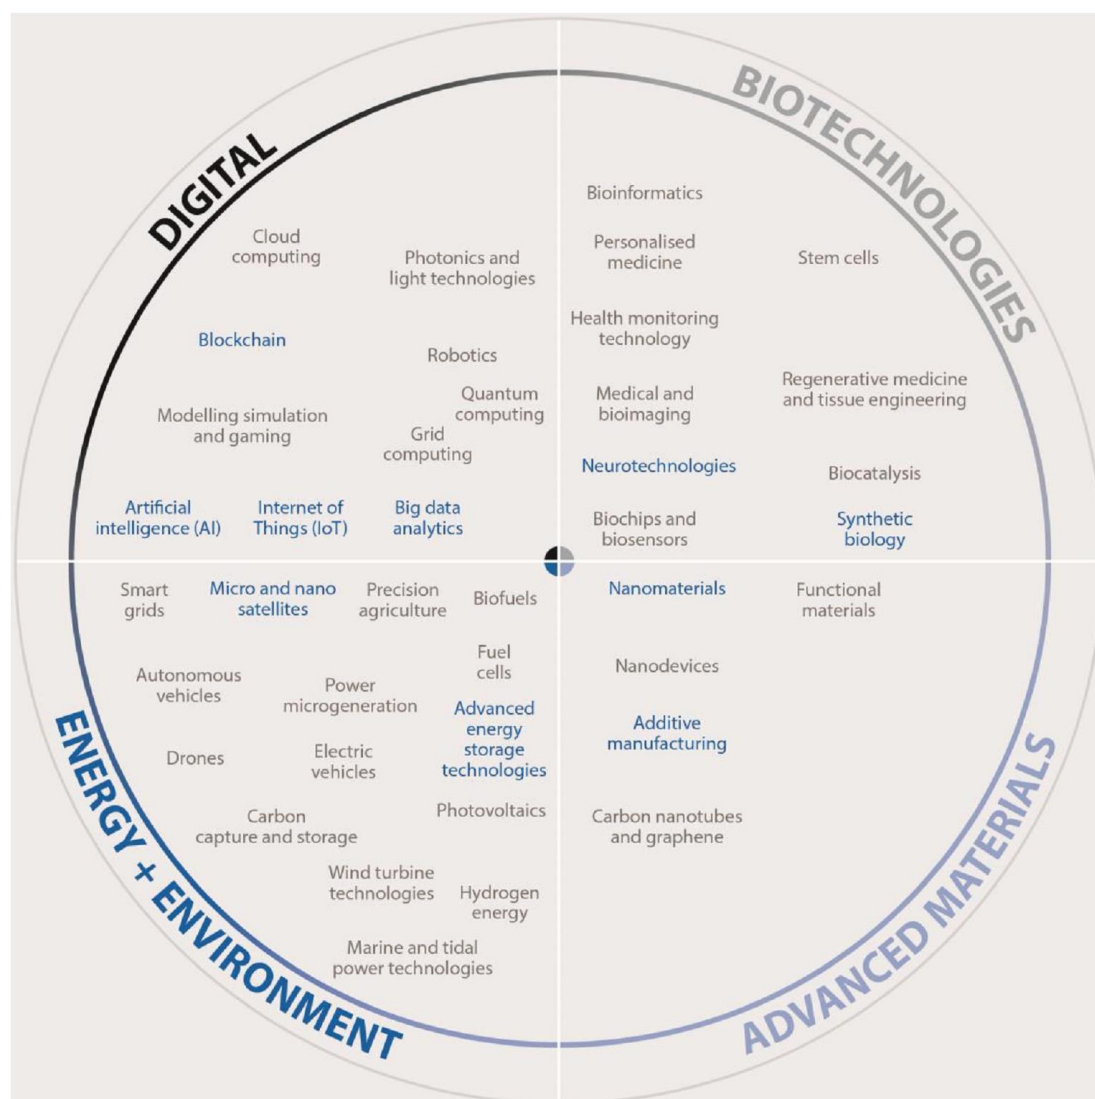 DIGITAL
Cloud
computing
Photonics and
light technologies
Blockchain
Robotics
Quantum
computing
Modelling simulation
and gaming
Grid
computing
Artificial
intelligence (AI)
Internet of
Things (IoT)
Big data
analytics
BIOTECHNOLOGIES
Bioinformatics
Personalised
medicine
Stem cells
Health monitoring
technology
Regenerative medicine
and tissue engineering
Medical and
bioimaging
Neurotechnologies
Biocatalysis
Biochips and
biosensors
Synthetic
biology
ENERGY + ENVIRONMENT
Smart
grids
Micro and nano
satellites
Precision
agriculture
Biofuels
Fuel
cells
Autonomous
vehicles
Power
microgeneration
Advanced
energy
storage
technologies
Drones
Electric
vehicles
Photovoltaics
Carbon
capture and storage
Wind turbine
technologies
Hydrogen
energy
Marine and tidal
power technologies
ADVANCED MATERIALS
Nanomaterials
Functional
materials
Nanodevices
Additive
manufacturing
Carbon nanotubes
and graphene